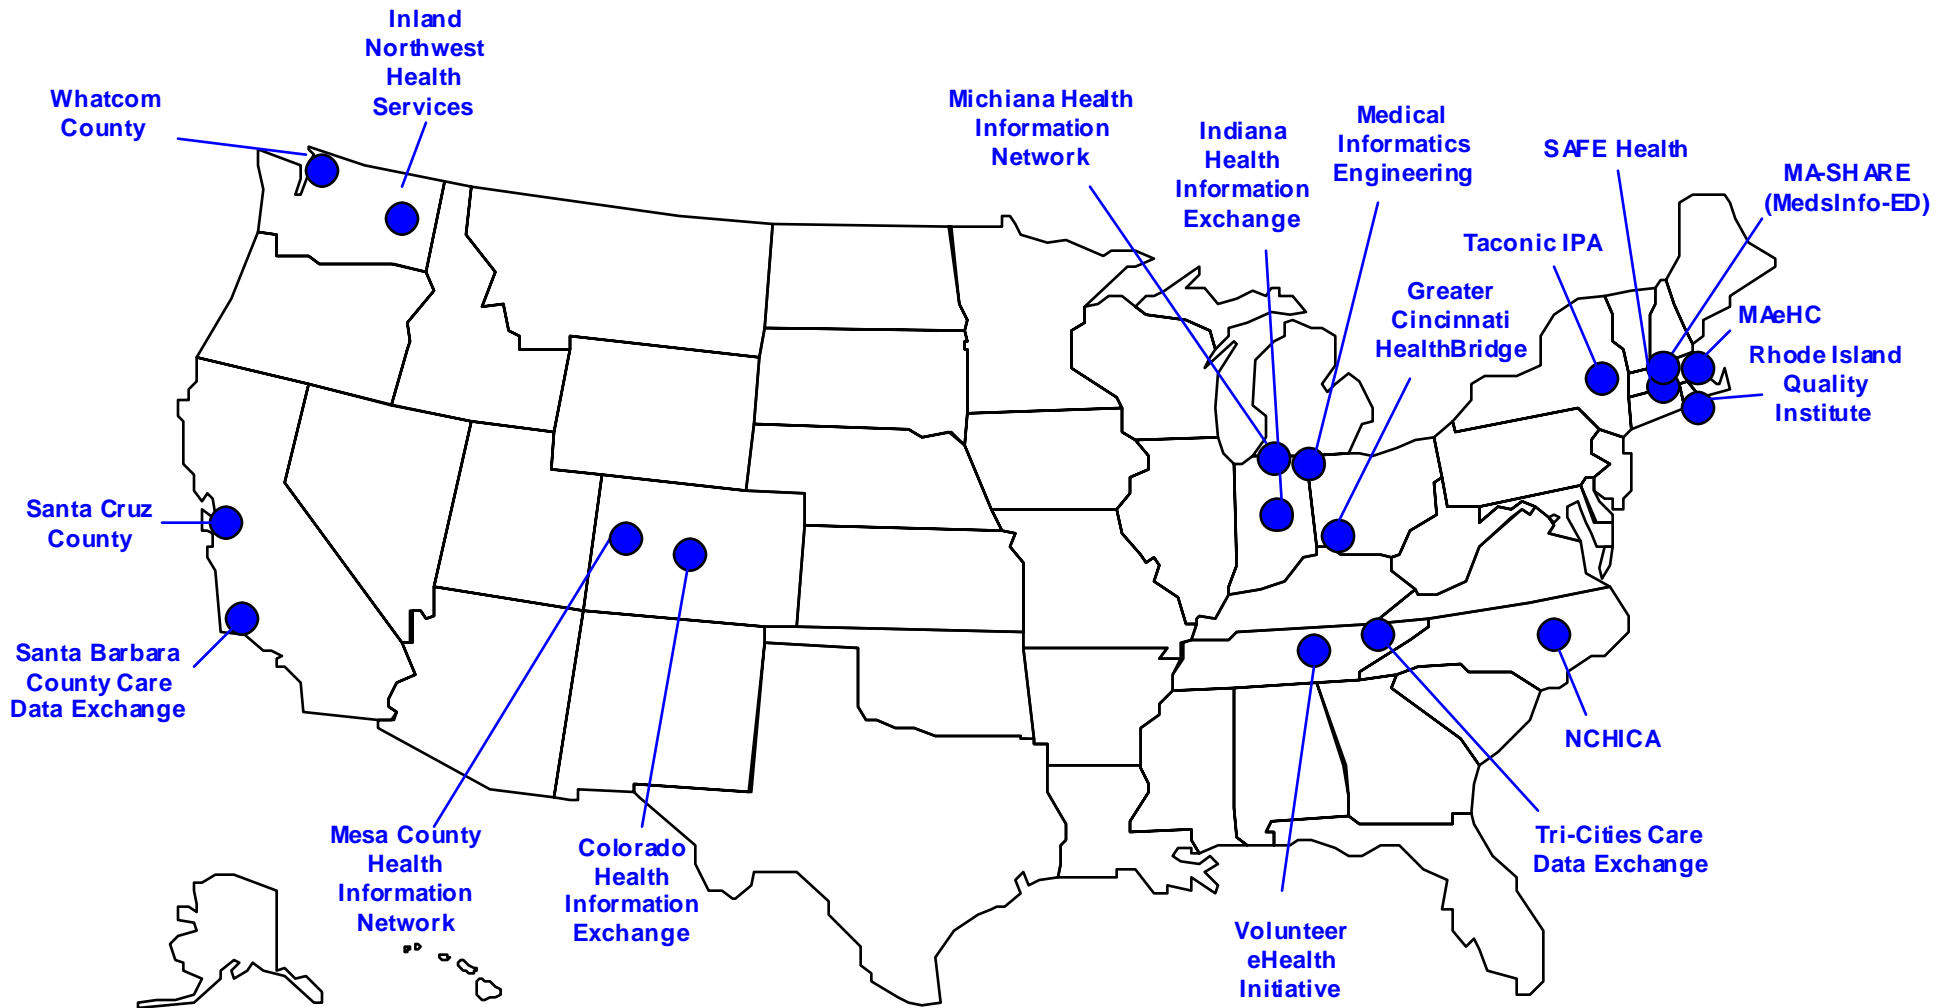 Inland
Northwest
Health
Services
Whatcom
County
Michiana Health
Information
Network
Indiana
Health
Information
Exchange
Medical
Informatics
Engineering
SAFE Health
MA-SHARE
(MedsInfo-ED)
Taconic IPA
Greater
Cincinnati
HealthBridge
MAeHC
Rhode Island
Quality
Institute
Santa Cruz
County
Santa Barbara
County Care
Data Exchange
NCHICA
Mesa County
Health
Information
Network
Colorado
Health
Information
Exchange
Tri-Cities Care
Data Exchange
Volunteer
eHealth
Initiative